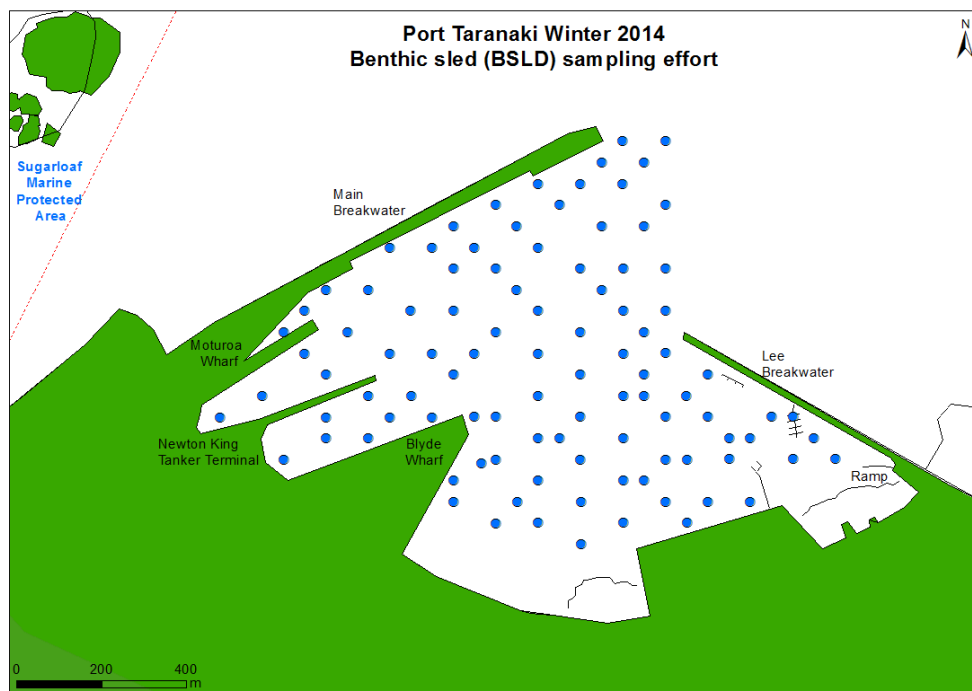 Port Taranaki Winter 2014
Benthic sled (BSLD) sampling effort
N
Sugarloaf
Marine
Protected
Area
Main
Breakwater
Moturoa
Wharf
Lee
Breakwater
Newton King
Tanker Terminal
Blyde
Wharf
Ramp
0 200 400
m